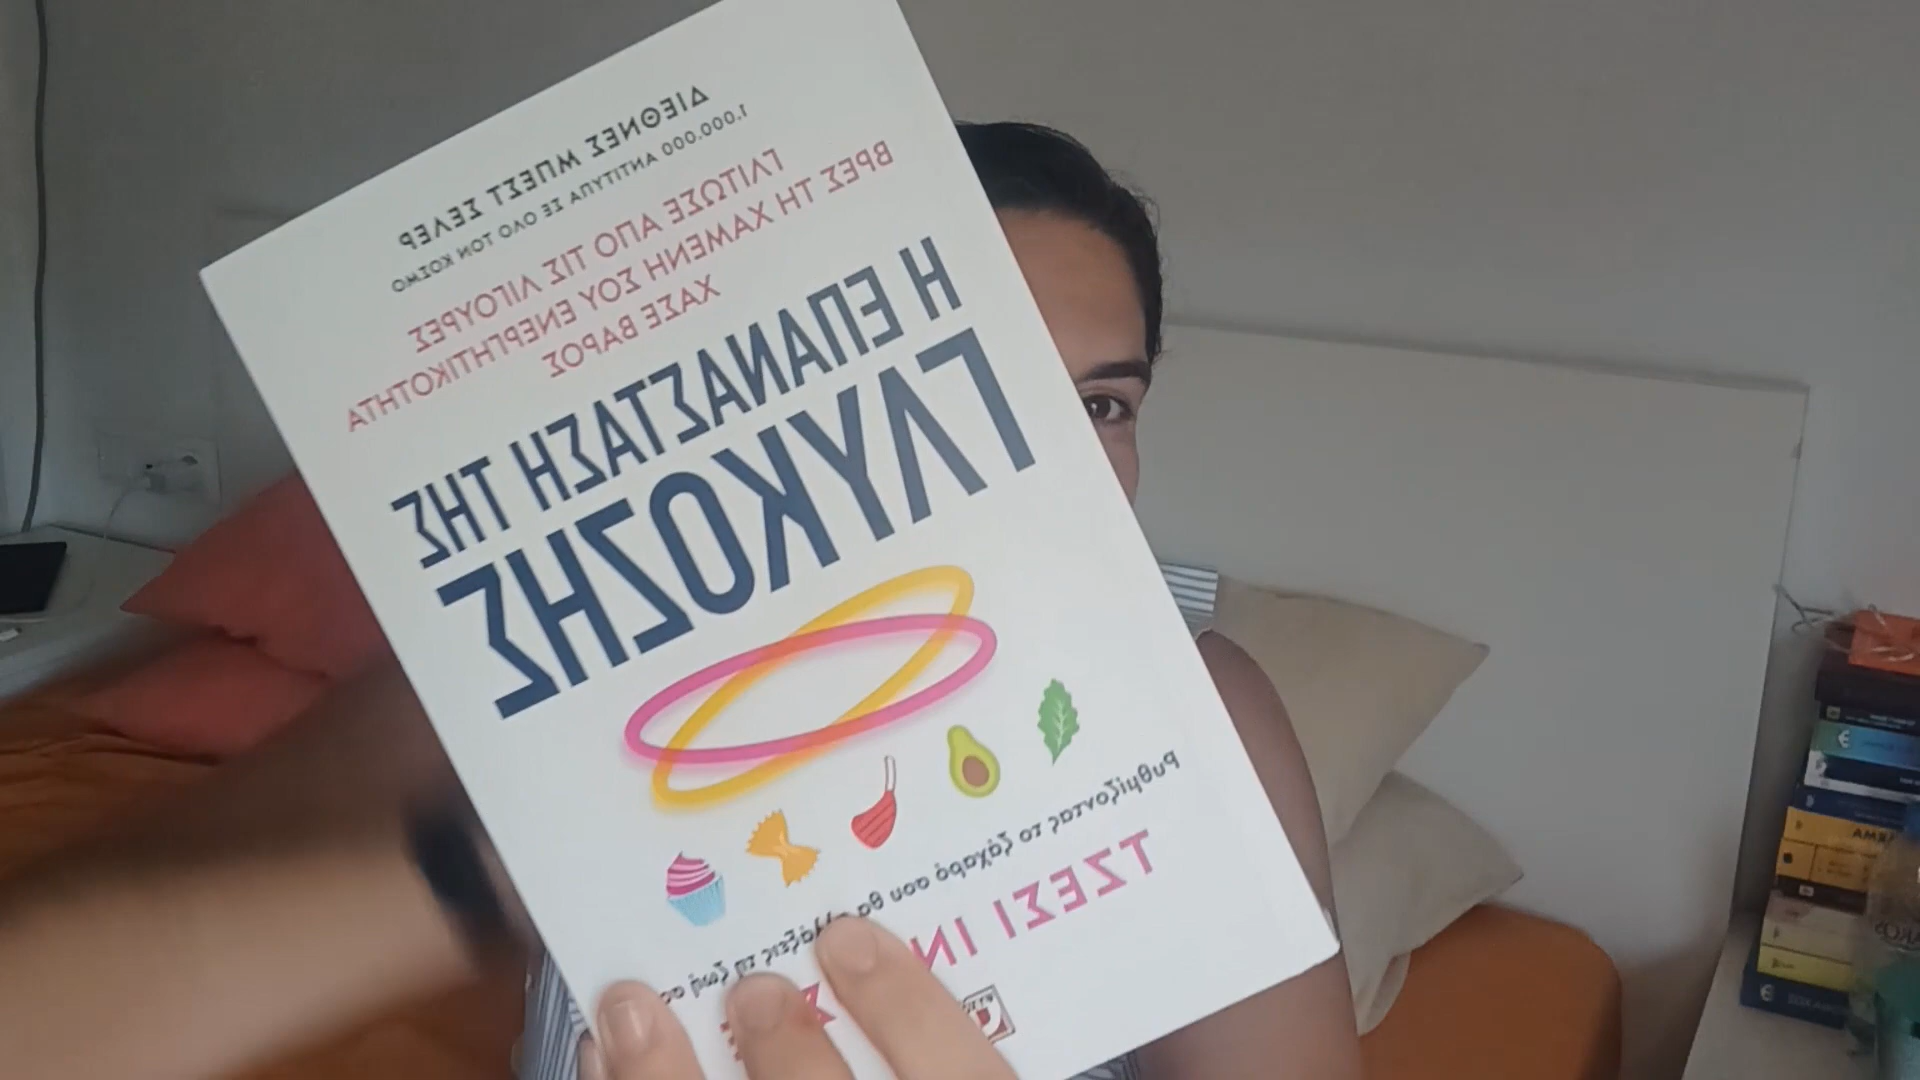 ΔΙΕΘΝΕΣ ΜΠΕΣΤ ΣΕΛΕΡ
1.000.000 ΑΝΤΙΤΥΠΑ ΣΕ ΟΛΟ ΤΟΝ ΚΟΣΜΟ
ΓΛΙΤΩΣΕ ΑΠΟ ΤΙΣ ΛΙΓΟΥΡΕΣ
ΒΡΕΣ ΤΗ ΧΑΜΕΝΗ ΣΟΥ ΕΝΕΡΓΗΤΙΚΟΤΗΤΑ
ΧΑΣΕ ΒΑΡΟΣ
Η ΕΠΑΝΑΣΤΑΣΗ ΤΗΣ
ΓΛΥΚΟΖΗΣ
Ρυθμίζοντας το ζάχαρό σου θα αλλάξεις τη ζωή
ΤΖΕΣΙ ΙΝ